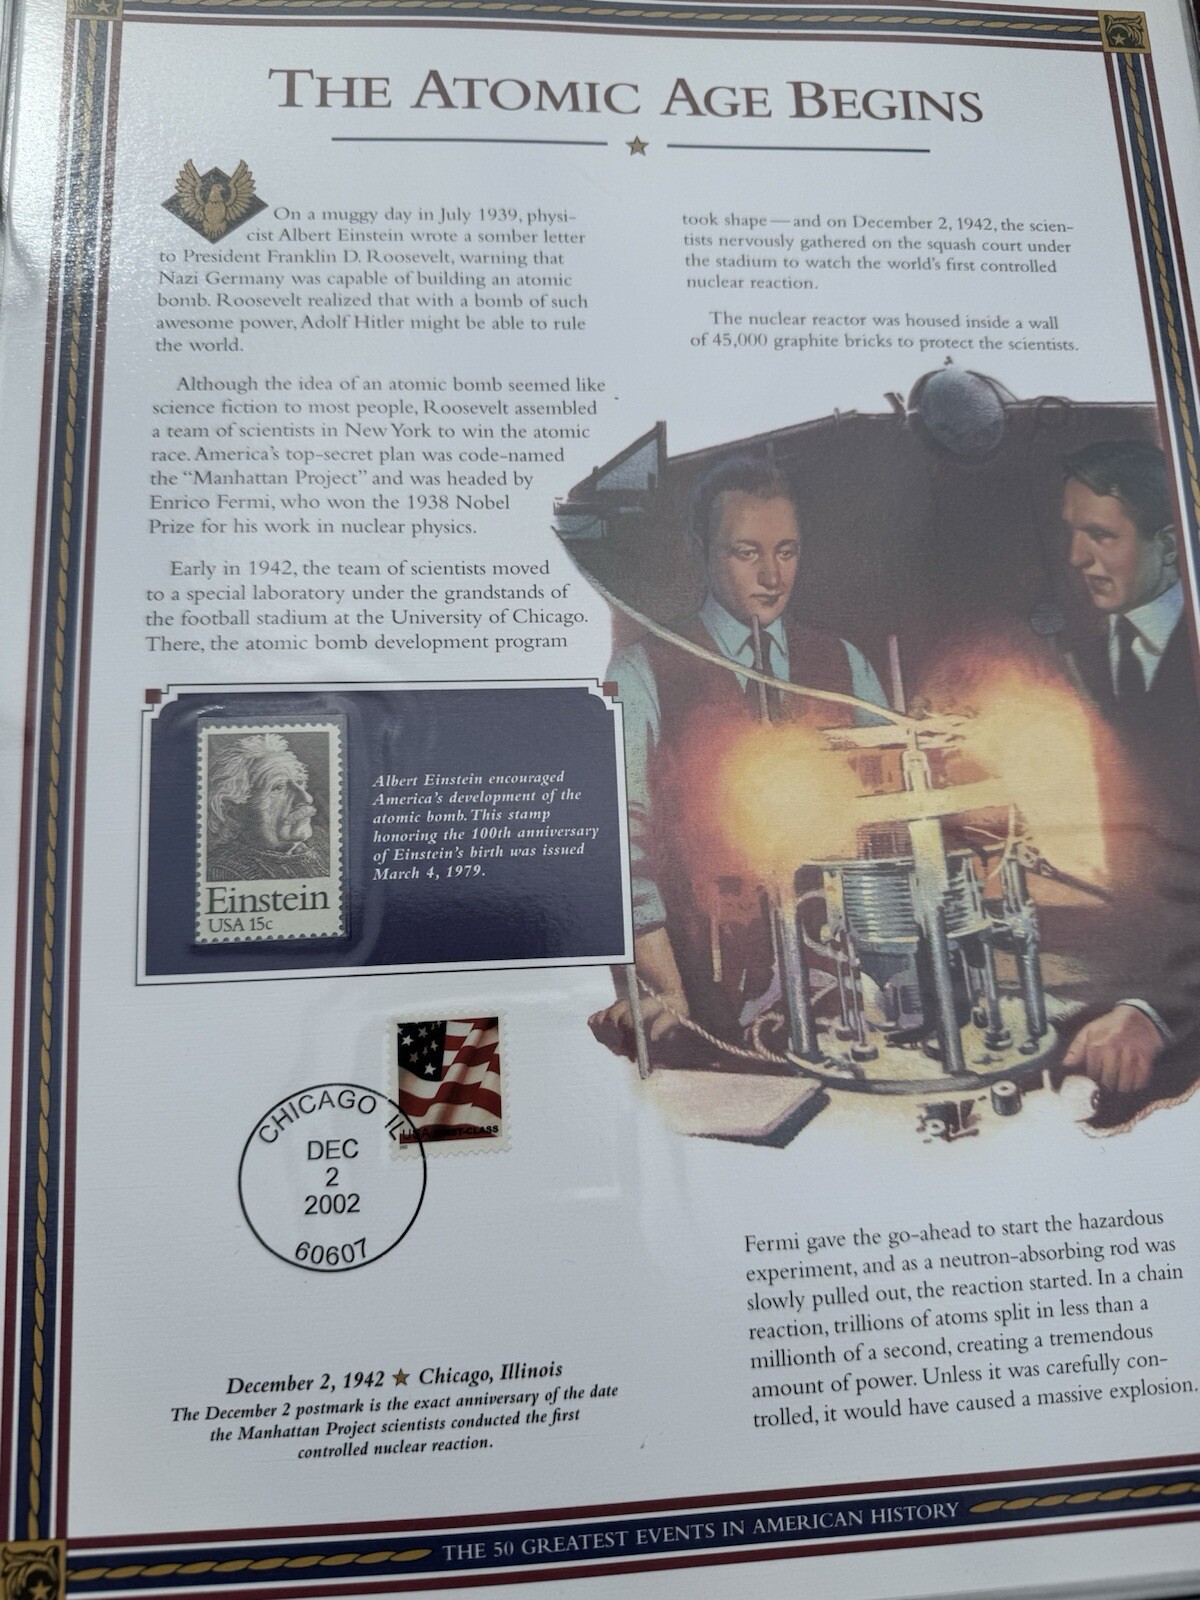 THE ATOMIC AGE BEGINS
On a muggy day in July 1939, physi-
cist Albert Einstein wrote a somber letter
to President Franklin D. Roosevelt, warning that
Nazi Germany was capable of building an atomic
bomb. Roosevelt realized that with a bomb of such
awesome power, Adolf Hitler might be able to rule
the world.
Although the idea of an atomic bomb seemed like
science fiction to most people, Roosevelt assembled
a team of scientists in New York to win the atomic
race. America's top-secret plan was code-named
the “Manhattan Project” and was headed by
Enrico Fermi, who won the 1938 Nobel
Prize for his work in nuclear physics.
Early in 1942, the team of scientists moved
to a special laboratory under the grandstands of
the football stadium at the University of Chicago.
There, the atomic bomb development program
took shape—and on December 2, 1942, the scien-
tists nervously gathered on the squash court under
the stadium to watch the world's first controlled
nuclear reaction.
The nuclear reactor was housed inside a wall
of 45,000 graphite bricks to protect the scientists.
Einstein
USA 15c
Albert Einstein encouraged
America's development of the
atomic bomb. This stamp
honoring the 100th anniversary
of Einstein's birth was issued
March 4, 1979.
USA FIRST-CLASS
CHICAGO IL
DEC
2
2002
60607
December 2, 1942 ★ Chicago, Illinois
The December 2 postmark is the exact anniversary of the date
the Manhattan Project scientists conducted the first
controlled nuclear reaction.
Fermi gave the go-ahead to start the hazardous
experiment, and as a neutron-absorbing rod was
slowly pulled out, the reaction started. In a chain
reaction, trillions of atoms split in less than a
millionth of a second, creating a tremendous
amount of power. Unless it was carefully con-
trolled, it would have caused a massive explosion.
THE 50 GREATEST EVENTS IN AMERICAN HISTORY